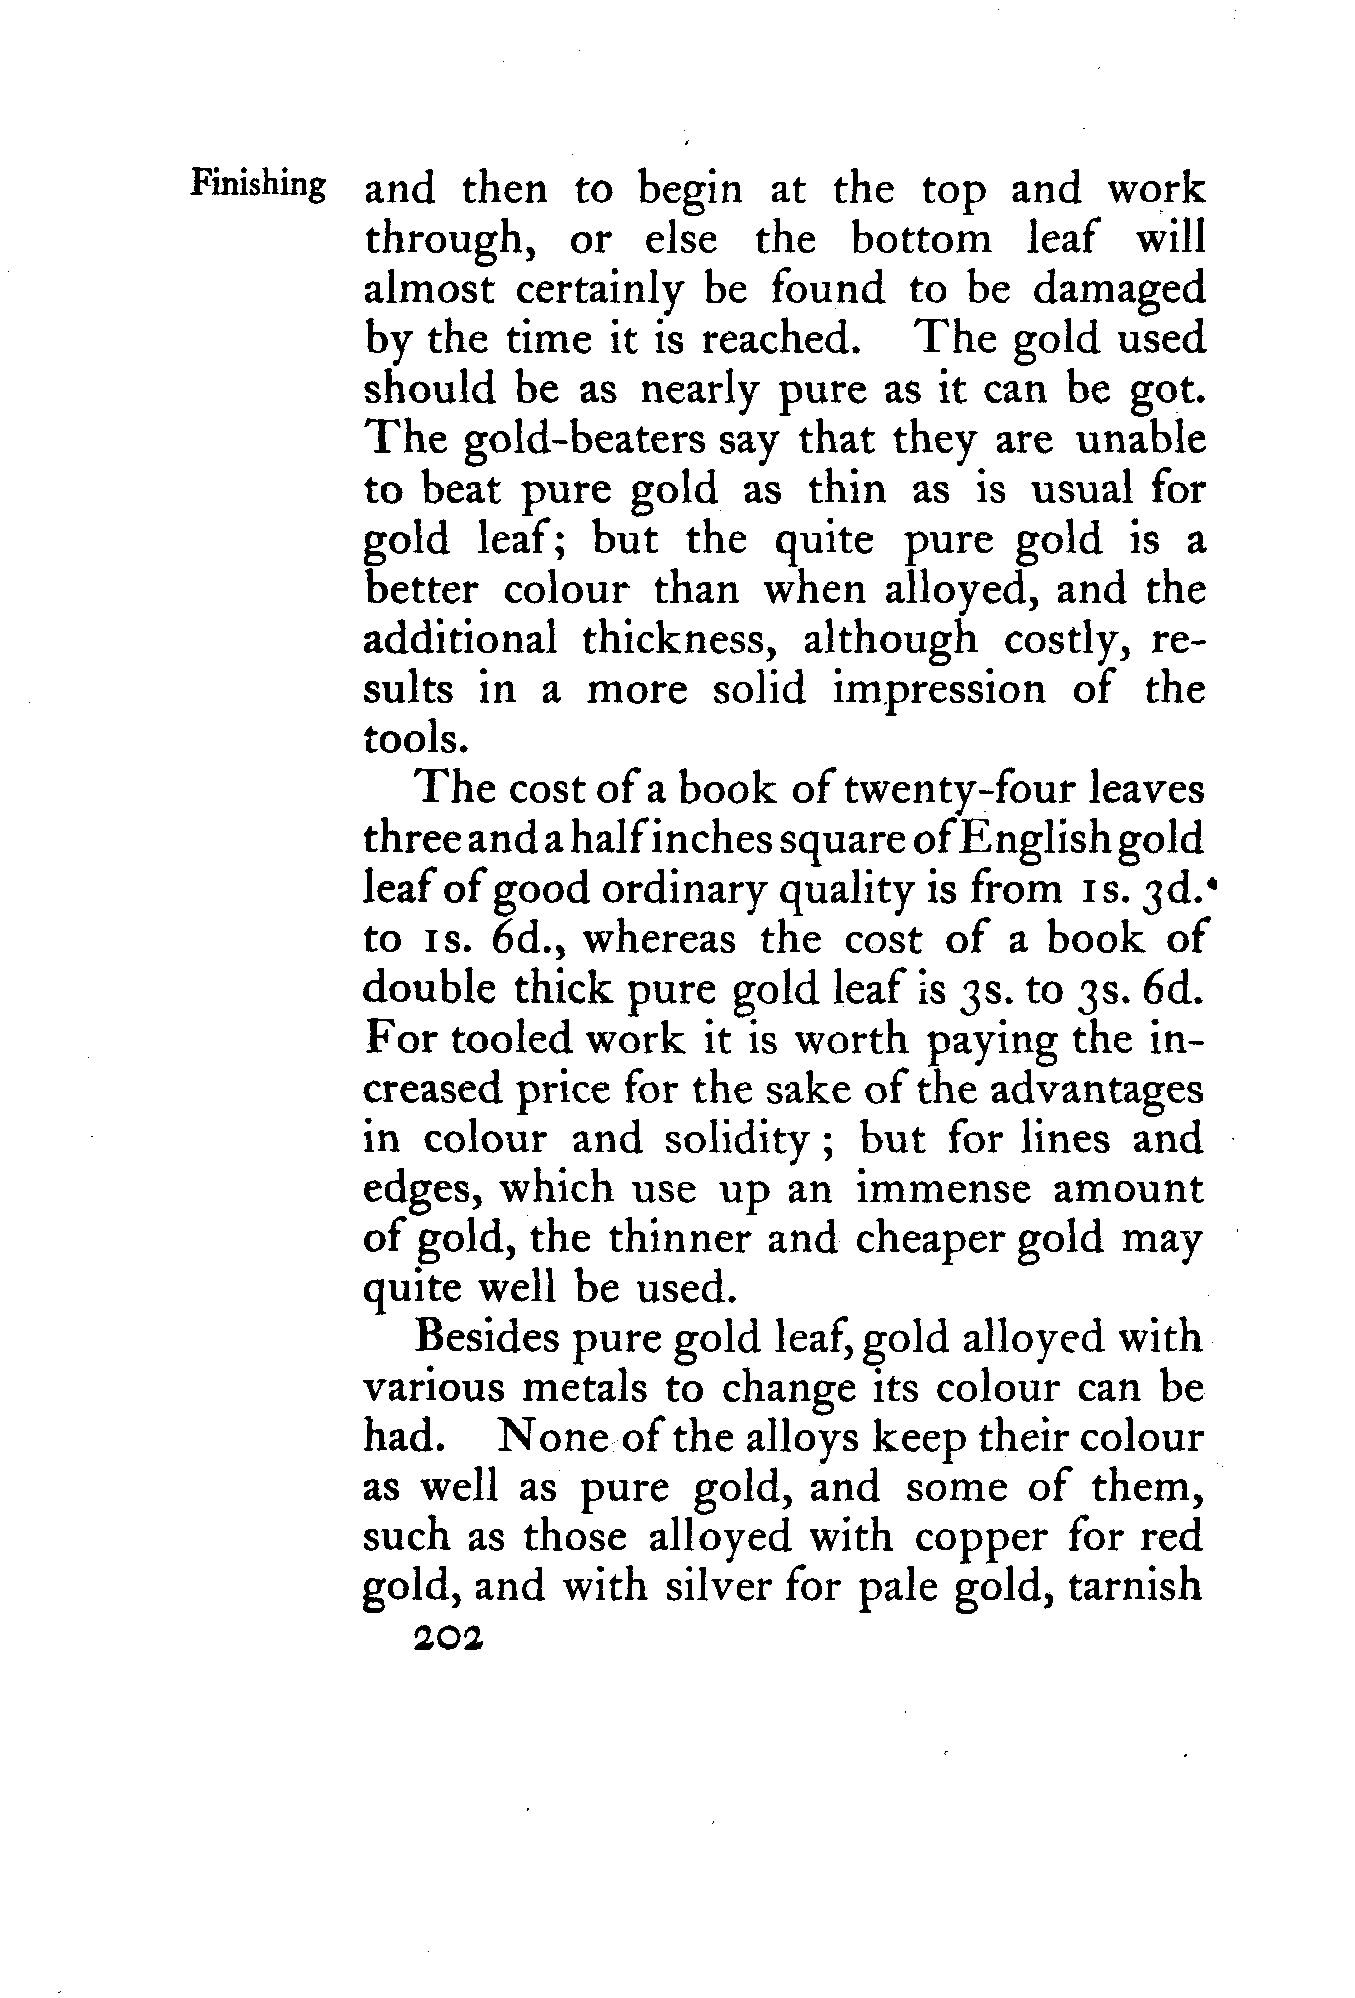 Finishing and then to begin at the top and work
through, or else the bottom leaf will
almost certainly be found to be damaged
by the time it is reached. The gold used
should be as nearly pure as it can be got.
The gold-beaters say that they are unable
to beat pure gold as thin as is usual for
gold leaf; but the quite pure gold is a
better colour than when alloyed, and the
additional thickness, although costly, re-
sults in a more solid impression of the
tools.
The cost of a book of twenty-four leaves
three and a half inches square of English gold
leaf of good ordinary quality is from 1s. 3d.
to 1s. 6d., whereas the cost of a book of
double thick pure gold leaf is 3s. to 3s. 6d.
For tooled work it is worth paying the in-
creased price for the sake of the advantages
in colour and solidity; but for lines and
edges, which use up an immense amount
of gold, the thinner and cheaper gold may
quite well be used.
Besides pure gold leaf, gold alloyed with
various metals to change its colour can be
had. None of the alloys keep their colour
as well as pure gold, and some of them,
such as those alloyed with copper for red
gold, and with silver for pale gold, tarnish
202